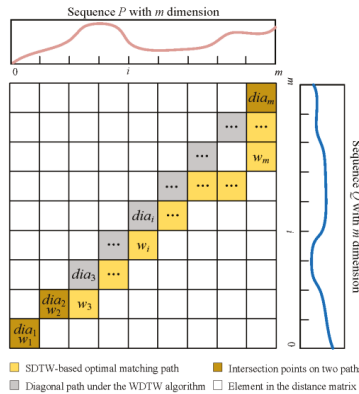 Sequence P with m dimension
0 i m
dia_m
... ...
... w_m
... ... ...
dia_i ...
... w_i
dia_3 ...
dia_2 w_2 w_3
dia_1 w_1
m
i
0
Sequence Q with m dimension
SDTW-based optimal matching path
Intersection points on two path
Diagonal path under the WDTW algorithm
Element in the distance matrix